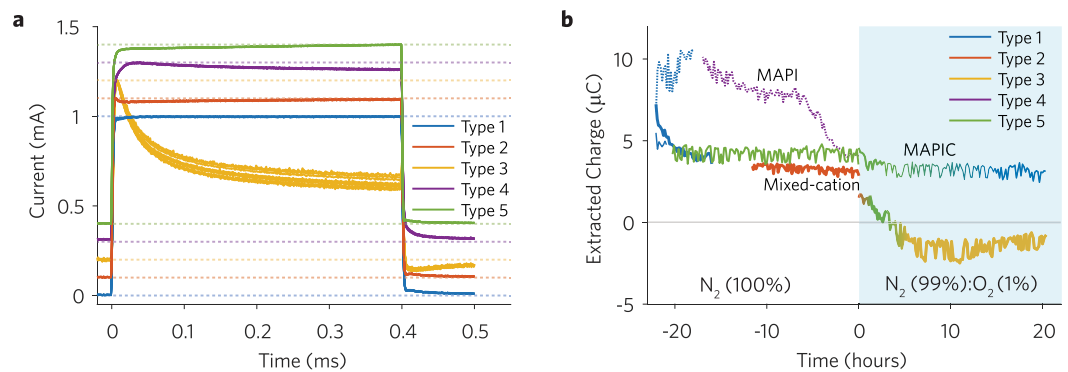 a
1.5
1
0.5
0
Current (mA)
0
0.1
0.2
0.3
0.4
0.5
Time (ms)
Type 1
Type 2
Type 3
Type 4
Type 5
b
10
5
0
-5
Extracted Charge (μC)
-20
-10
0
10
20
Time (hours)
Type 1
Type 2
Type 3
Type 4
Type 5
MAPI
MAPIC
Mixed-cation
N₂ (100%)
N₂ (99%):O₂ (1%)